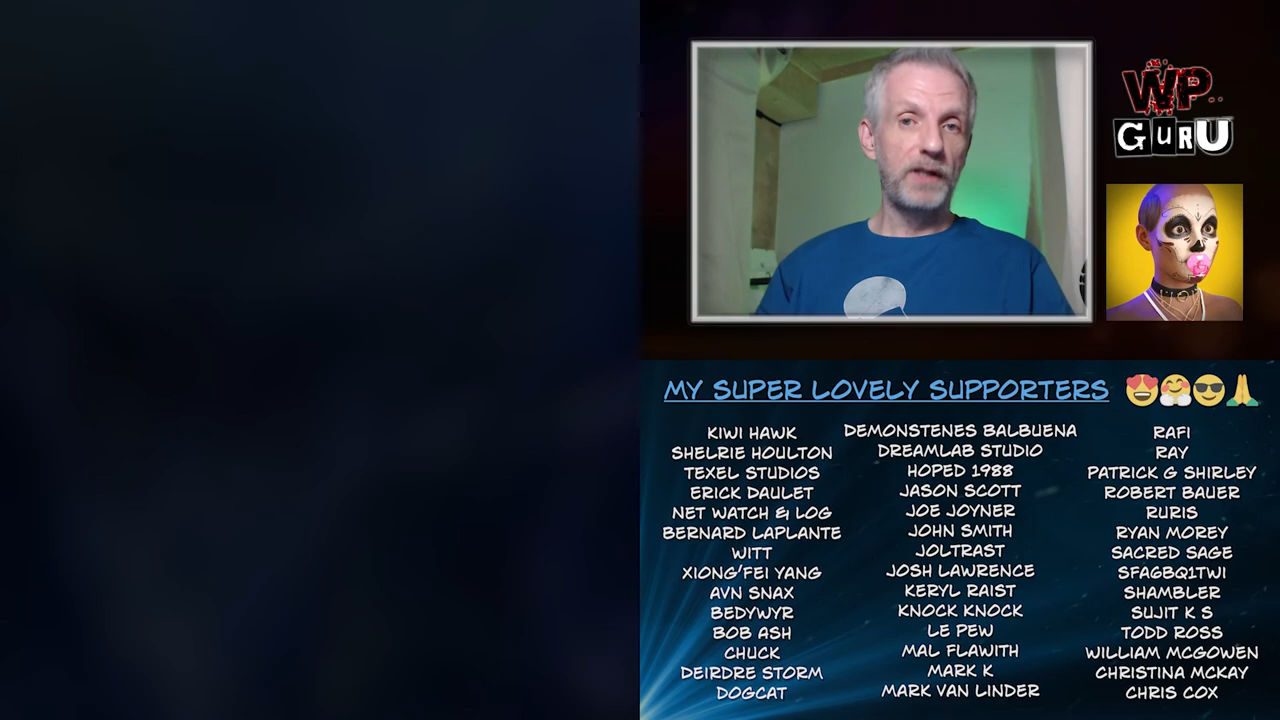 WP
GURU
MY SUPER LOVELY SUPPORTERS
KIWI HAWK
SHELRIE HOULTON
TEXEL STUDIOS
ERICK DAULET
NET WATCH & LOG
BERNARD LAPLANTE
WITT
XIONG'FEI YANG
AVN SNAX
BEDYWYR
BOB ASH
CHUCK
DEIRDRE STORM
DOGCAT
DEMONSTENES BALBUENA
DREAMLAB STUDIO
HOPED 1988
JASON SCOTT
JOE JOYNER
JOHN SMITH
JOLTRAST
JOSH LAWRENCE
KERYL RAIST
KNOCK KNOCK
LE PEW
MAL FLAWITH
MARK K
MARK VAN LINDER
RAFI
RAY
PATRICK G SHIRLEY
ROBERT BAUER
RURIS
RYAN MOREY
SACRED SAGE
SFAGBQ1TWI
SHAMBLER
SUJIT K S
TODD ROSS
WILLIAM MCGOWEN
CHRISTINA MCKAY
CHRIS COX